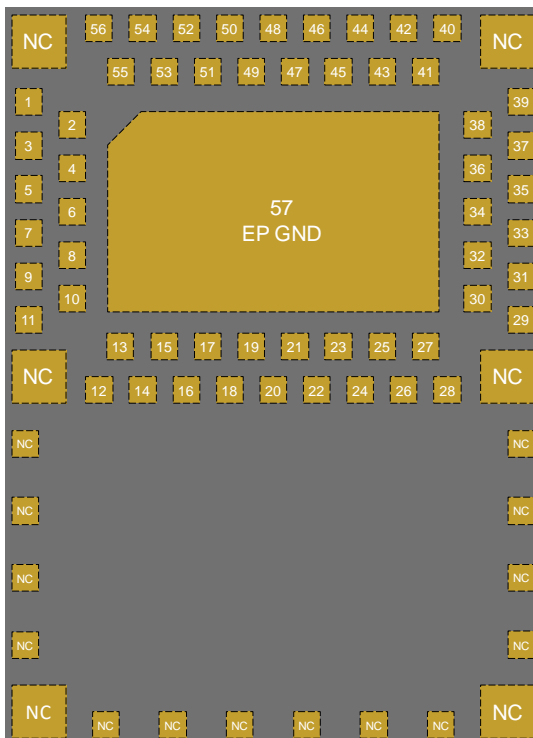 NC 56 54 52 50 48 46 44 42 40 NC
55 53 51 49 47 45 43 41
1 39
2 38
3 37
4 36
5 35
6 34
7 33
8 32
9 31
10 30
11 29
57
EP GND
13 15 17 19 21 23 25 27
NC 12 14 16 18 20 22 24 26 28 NC
NC NC
NC NC
NC NC
NC NC
NC NC NC NC NC NC NC NC